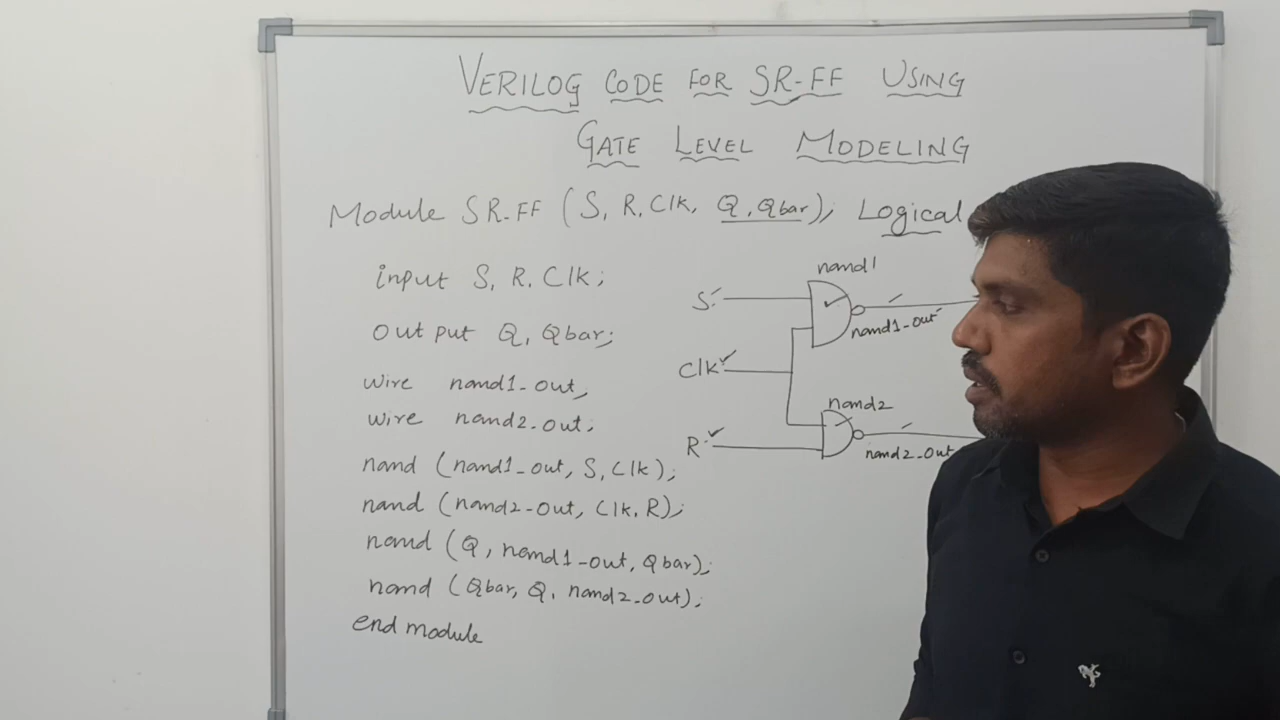 VERILOG CODE FOR SR-FF USING
GATE LEVEL MODELING
Module SR-FF (S, R, Clk, Q, Qbar); Logical
input S, R, Clk;
output Q, Qbar;
wire nand1-out,
wire nand2-out;
nand (nand1-out, S, Clk);
nand (nand2-out, Clk, R);
nand (Q, nand1-out, Qbar);
nand (Qbar, Q, nand2-out);
end module
nand1
S
nand1-out
Clk
nand2
R
nand2-out